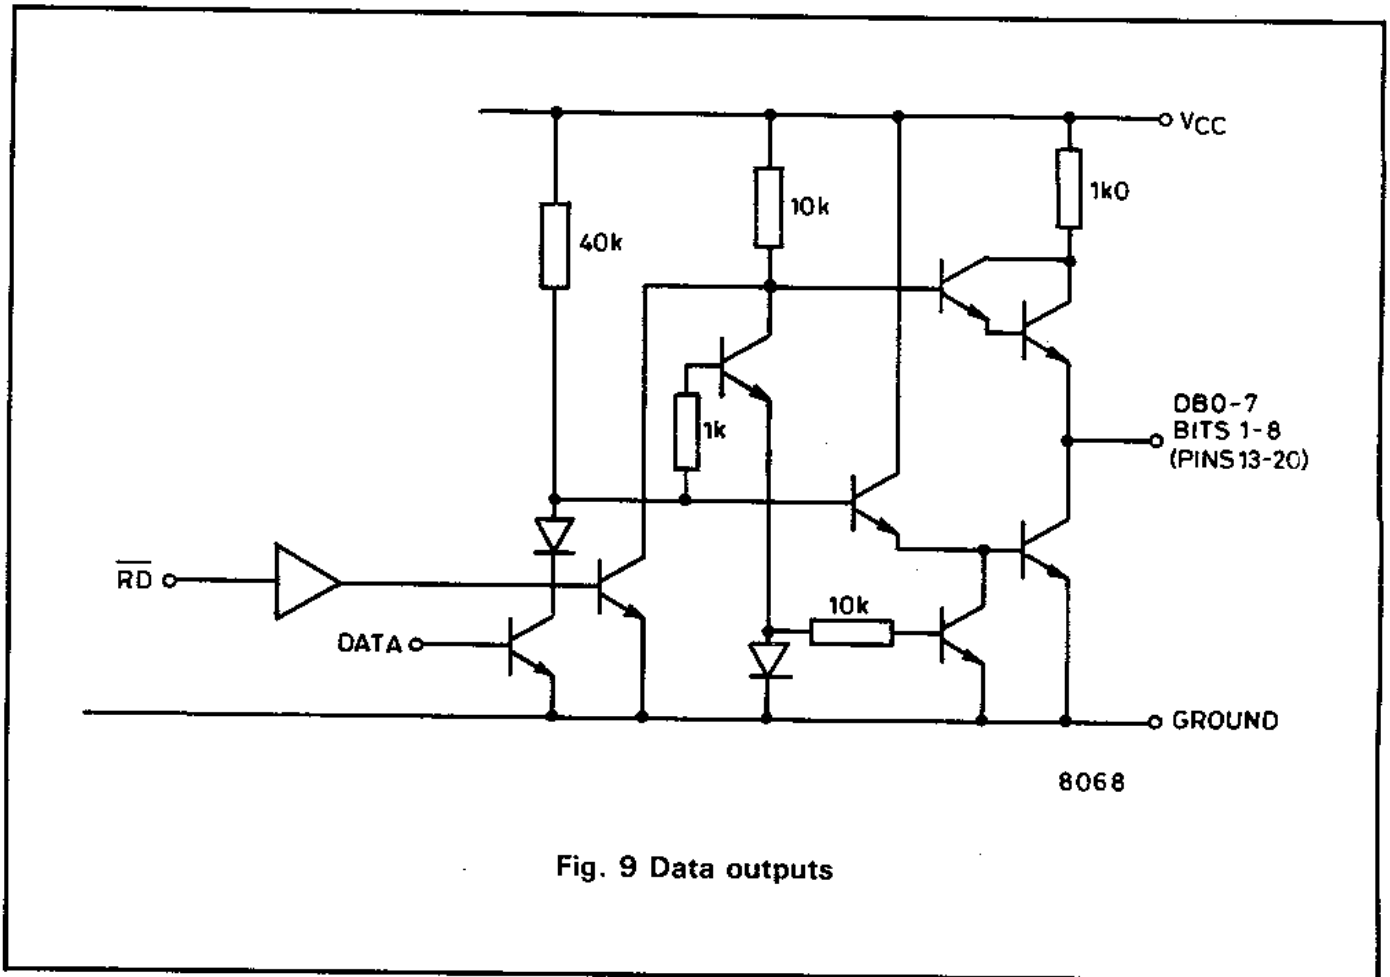 VCC
1k0
10k
40k
1k
DB0-7
BITS 1-8
(PINS 13-20)
RD
10k
DATA
GROUND
8068
Fig. 9 Data outputs